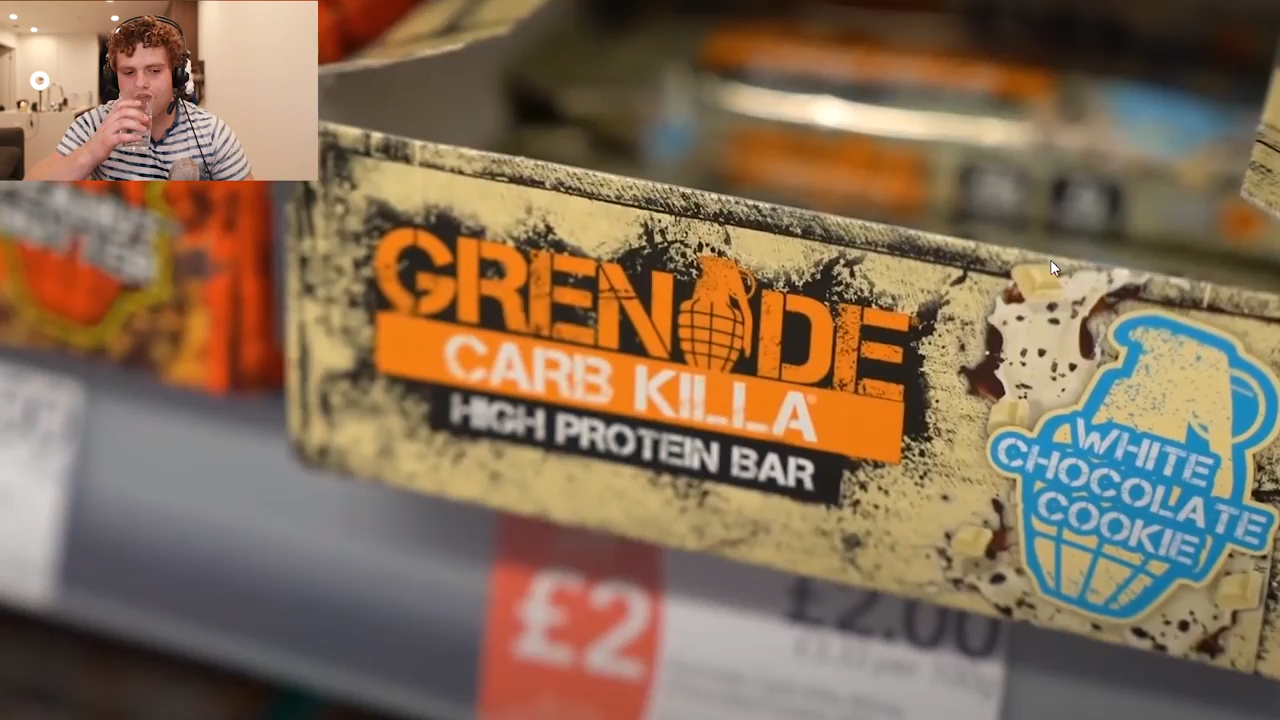 GRENADE
CARB KILLA
HIGH PROTEIN BAR
WHITE
CHOCOLATE
COOKIE
£2
£2.00